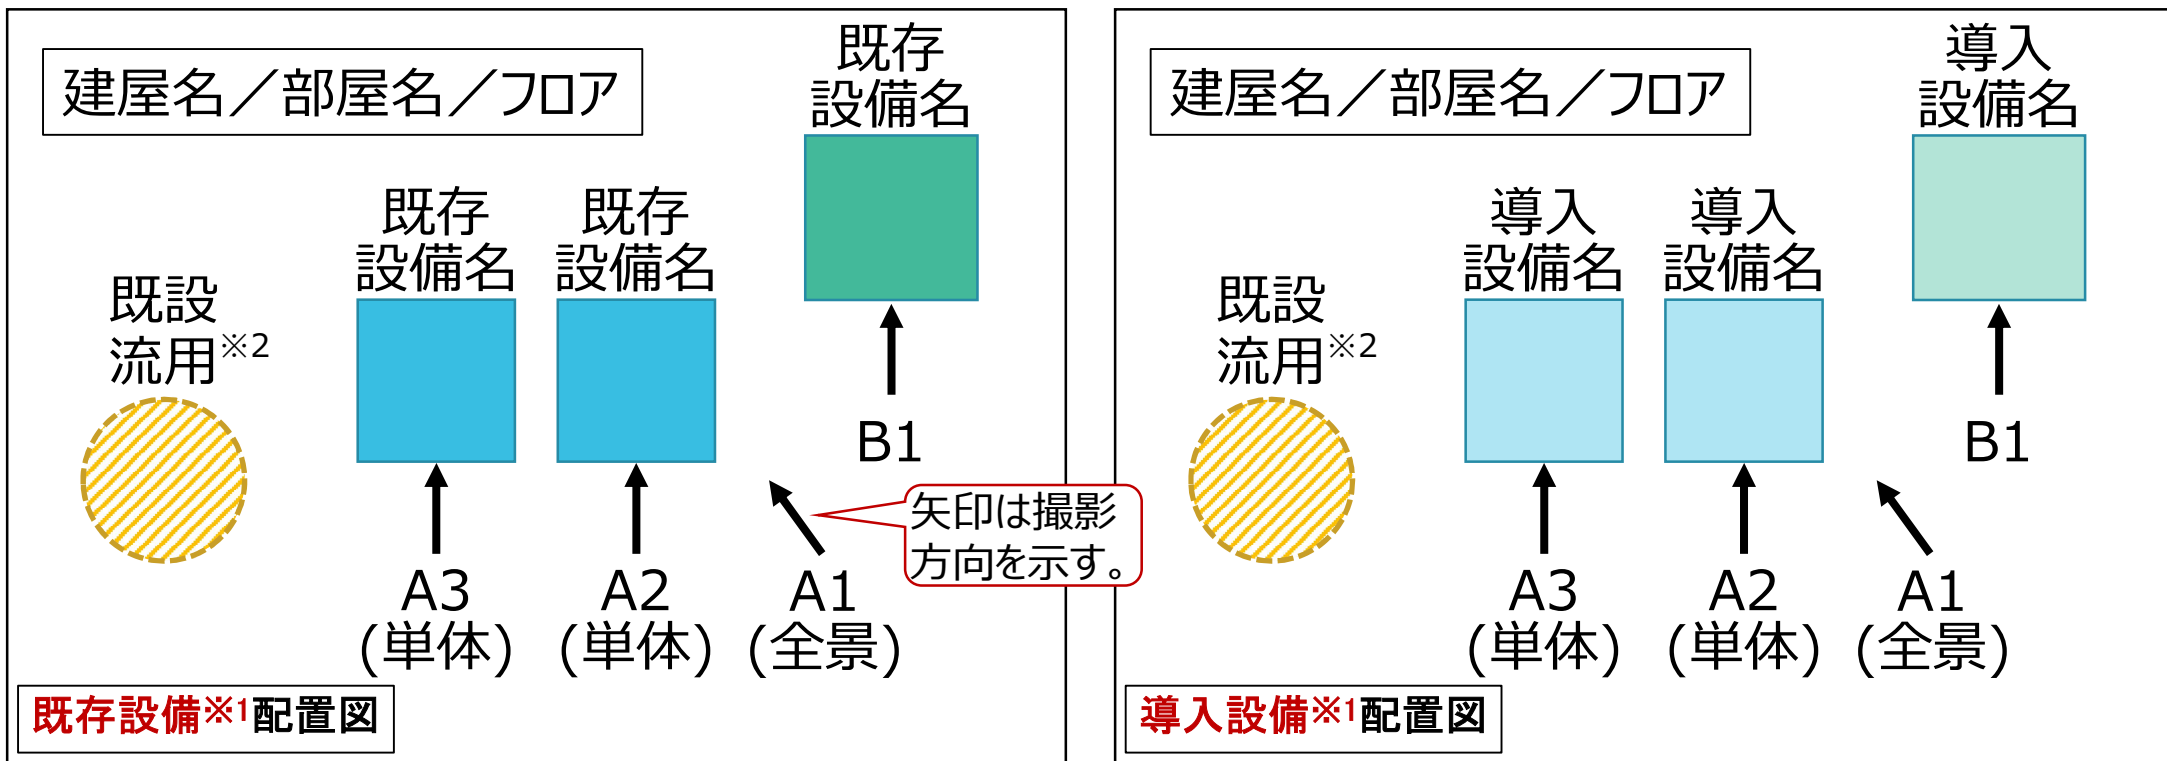 建屋名／部屋名／フロア
既存
設備名
既存
設備名
既存
設備名
既設
流用※2
B1
矢印は撮影
方向を示す。
A3
(単体)
A2
(単体)
A1
(全景)
既存設備※1配置図
建屋名／部屋名／フロア
導入
設備名
導入
設備名
導入
設備名
既設
流用※2
B1
A3
(単体)
A2
(単体)
A1
(全景)
導入設備※1配置図